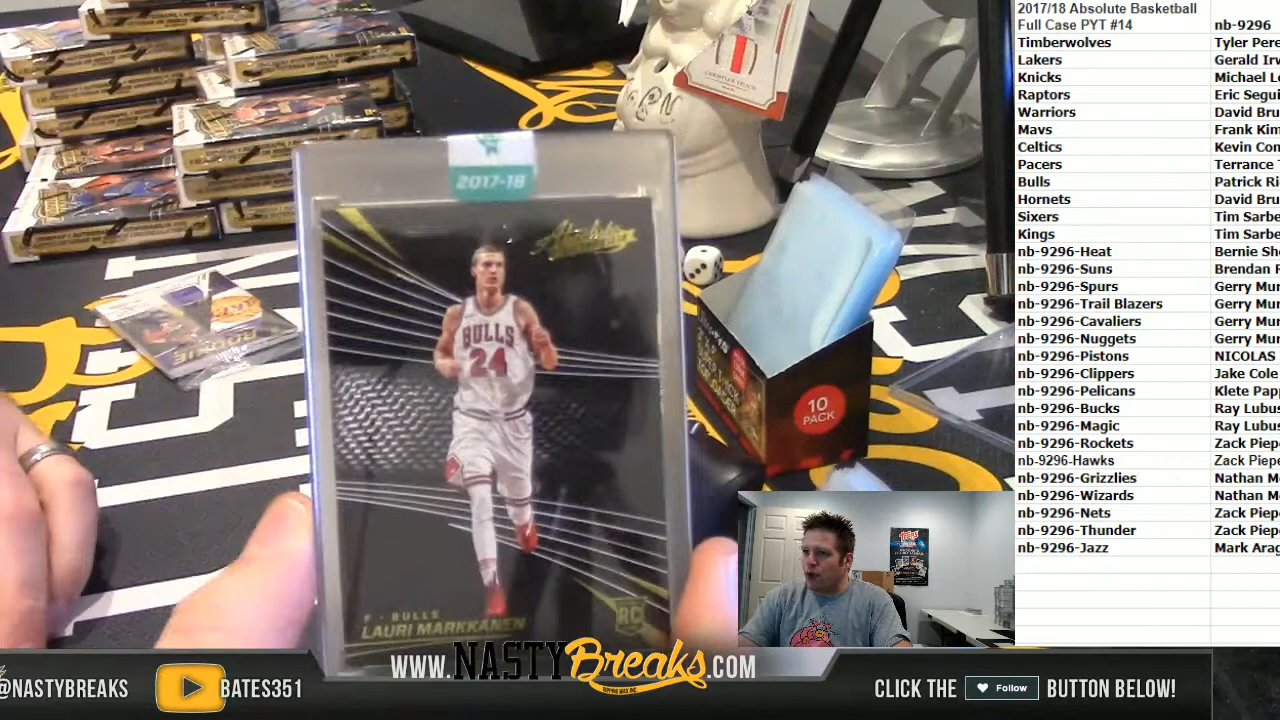 2017/18 Absolute Basketball
Full Case PYT #14 nb-9296
Timberwolves Tyler Pere
Lakers Gerald Irw
Knicks Michael L
Raptors Eric Segui
Warriors David Bru
Mavs Frank Kim
Celtics Kevin Con
Pacers Terrance
Bulls Patrick Ri
Hornets David Bru
Sixers Tim Sarbe
Kings Tim Sarbe
nb-9296-Heat Bernie She
nb-9296-Suns Brendan P
nb-9296-Spurs Gerry Mur
nb-9296-Trail Blazers Gerry Mur
nb-9296-Cavaliers Gerry Mur
nb-9296-Nuggets Gerry Mur
nb-9296-Pistons NICOLAS
nb-9296-Clippers Jake Cole
nb-9296-Pelicans Klete Papp
nb-9296-Bucks Ray Lubus
nb-9296-Magic Ray Lubus
nb-9296-Rockets Zack Piepe
nb-9296-Hawks Zack Piepe
nb-9296-Grizzlies Nathan M
nb-9296-Wizards Nathan M
nb-9296-Nets Zack Piepe
nb-9296-Thunder Zack Piepe
nb-9296-Jazz Mark Arag
2017-18
Absolute
BULLS
24
F · BULLS
LAURI MARKKANEN
RC
ROOKIE
10
PACK
WWW.NASTYBreaks.COM
@NASTYBREAKS
BATES351
CLICK THE Follow BUTTON BELOW!